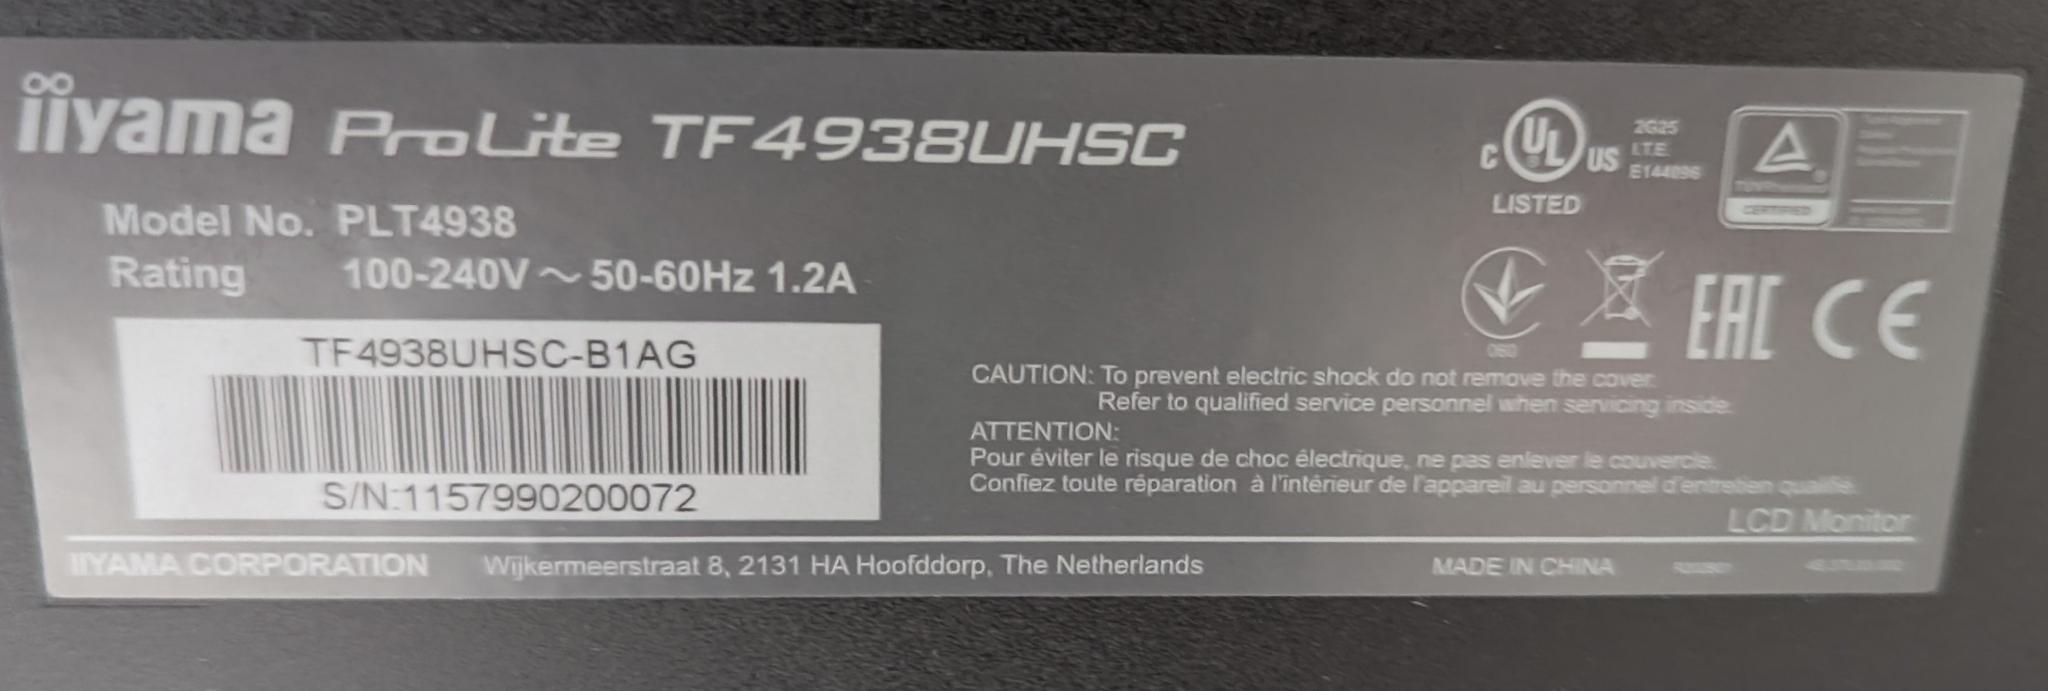 iiyama ProLite TF4938UHSC
Model No. PLT4938
Rating 100-240V ~ 50-60Hz 1.2A
TF4938UHSC-B1AG
S/N:1157990200072
C UL US
LISTED
2G25
I.T.E.
E144096
CERTIFIED
EAC CE
CAUTION: To prevent electric shock do not remove the cover.
Refer to qualified service personnel when servicing inside.
ATTENTION:
Pour éviter le risque de choc électrique, ne pas enlever le couvercle.
Confiez toute réparation à l'intérieur de l'appareil au personnel d'entretien qualifié.
LCD Monitor
IIYAMA CORPORATION Wijkermeerstraat 8, 2131 HA Hoofddorp, The Netherlands MADE IN CHINA